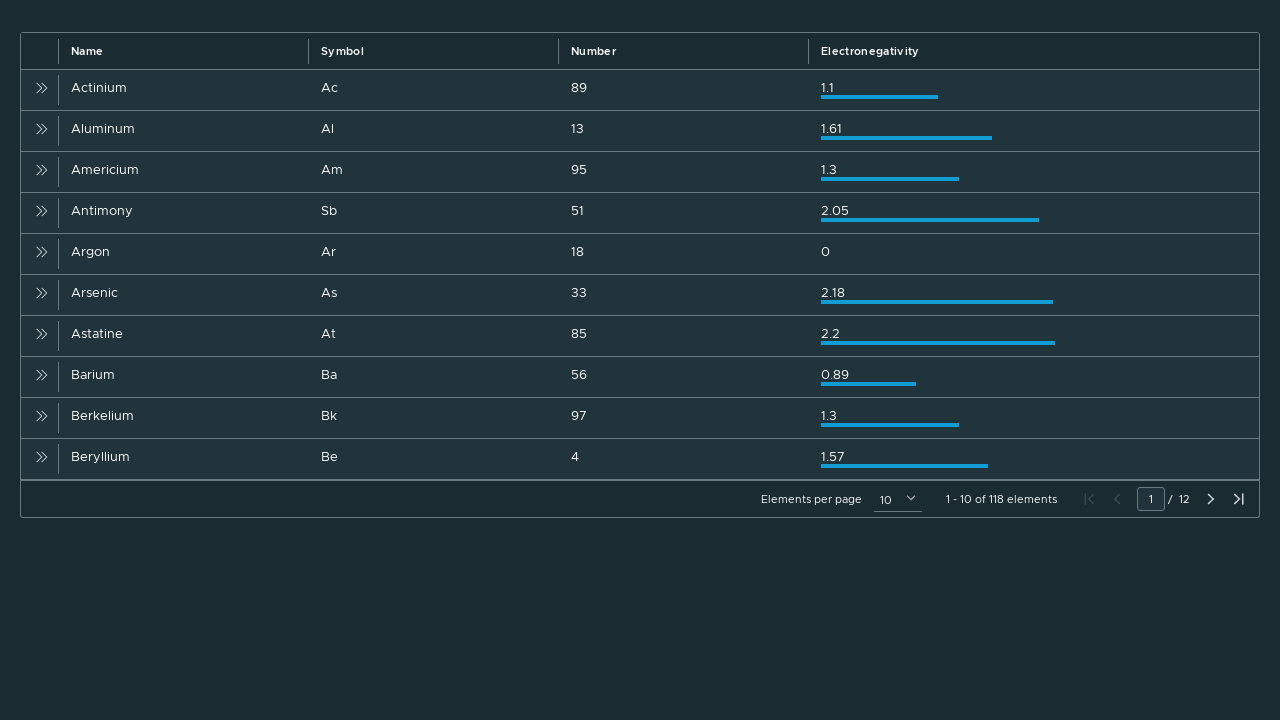 Name Symbol Number Electronegativity
Actinium Ac 89 1.1
Aluminum Al 13 1.61
Americium Am 95 1.3
Antimony Sb 51 2.05
Argon Ar 18 0
Arsenic As 33 2.18
Astatine At 85 2.2
Barium Ba 56 0.89
Berkelium Bk 97 1.3
Beryllium Be 4 1.57
Elements per page 10 1 - 10 of 118 elements 1 / 12